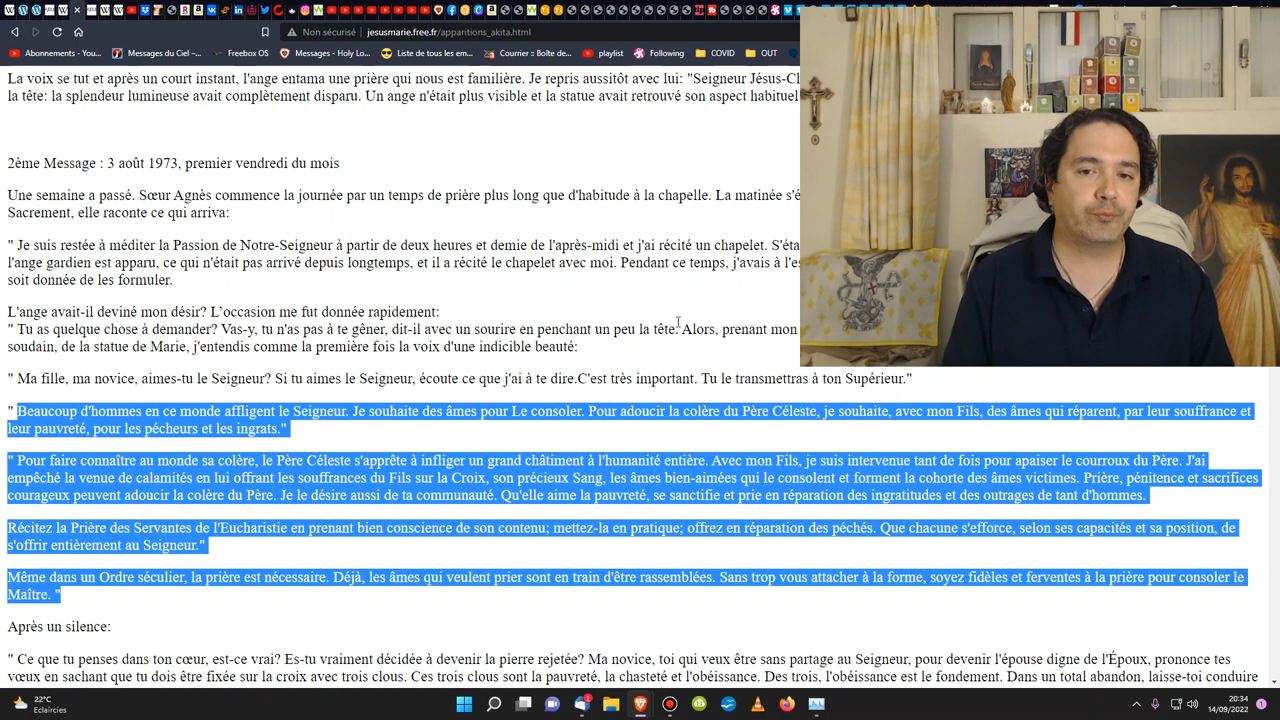 Non sécurisé
jesusmarie.free.fr/apparitions_akita.html
Abonnements - You...
Messages du Ciel –...
Freebox OS
Messages - Holy Lo...
Liste de tous les em...
Courrier :: Boîte de...
playlist
Following
COVID
OUT
La voix se tut et après un court instant, l'ange entama une prière qui nous est familière. Je repris aussitôt avec lui: "Seigneur Jésus-Ch
la tête: la splendeur lumineuse avait complètement disparu. Un ange n'était plus visible et la statue avait retrouvé son aspect habituel
2ème Message : 3 août 1973, premier vendredi du mois
Une semaine a passé. Sœur Agnès commence la journée par un temps de prière plus long que d'habitude à la chapelle. La matinée s'é
Sacrement, elle raconte ce qui arriva:
" Je suis restée à méditer la Passion de Notre-Seigneur à partir de deux heures et demie de l'après-midi et j'ai récité un chapelet. S'éta
l'ange gardien est apparu, ce qui n'était pas arrivé depuis longtemps, et il a récité le chapelet avec moi. Pendant ce temps, j'avais à l'es
soit donnée de les formuler.
L'ange avait-il deviné mon désir? L’occasion me fut donnée rapidement:
" Tu as quelque chose à demander? Vas-y, tu n'as pas à te gêner, dit-il avec un sourire en penchant un peu la tête. Alors, prenant mon
soudain, de la statue de Marie, j'entendis comme la première fois la voix d'une indicible beauté:
" Ma fille, ma novice, aimes-tu le Seigneur? Si tu aimes le Seigneur, écoute ce que j'ai à te dire.C'est très important. Tu le transmettras à ton Supérieur."
" Beaucoup d'hommes en ce monde affligent le Seigneur. Je souhaite des âmes pour Le consoler. Pour adoucir la colère du Père Céleste, je souhaite, avec mon Fils, des âmes qui réparent, par leur souffrance et
leur pauvreté, pour les pécheurs et les ingrats."
" Pour faire connaître au monde sa colère, le Père Céleste s'apprête à infliger un grand châtiment à l'humanité entière. Avec mon Fils, je suis intervenue tant de fois pour apaiser le courroux du Père. J'ai
empêché la venue de calamités en lui offrant les souffrances du Fils sur la Croix, son précieux Sang, les âmes bien-aimées qui le consolent et forment la cohorte des âmes victimes. Prière, pénitence et sacrifices
courageux peuvent adoucir la colère du Père. Je le désire aussi de ta communauté. Qu'elle aime la pauvreté, se sanctifie et prie en réparation des ingratitudes et des outrages de tant d'hommes.
Récitez la Prière des Servantes de l'Eucharistie en prenant bien conscience de son contenu; mettez-la en pratique; offrez en réparation des péchés. Que chacune s'efforce, selon ses capacités et sa position, de
s'offrir entièrement au Seigneur."
Même dans un Ordre séculier, la prière est nécessaire. Déjà, les âmes qui veulent prier sont en train d'être rassemblées. Sans trop vous attacher à la forme, soyez fidèles et ferventes à la prière pour consoler le
Maître. "
Après un silence:
" Ce que tu penses dans ton cœur, est-ce vrai? Es-tu vraiment décidée à devenir la pierre rejetée? Ma novice, toi qui veux être sans partage au Seigneur, pour devenir l'épouse digne de l'Époux, prononce tes
vœux en sachant que tu dois être fixée sur la croix avec trois clous. Ces trois clous sont la pauvreté, la chasteté et l'obéissance. Des trois, l'obéissance est le fondement. Dans un total abandon, laisse-toi conduire
22°C
Eclaircies
20:34
14/09/2022